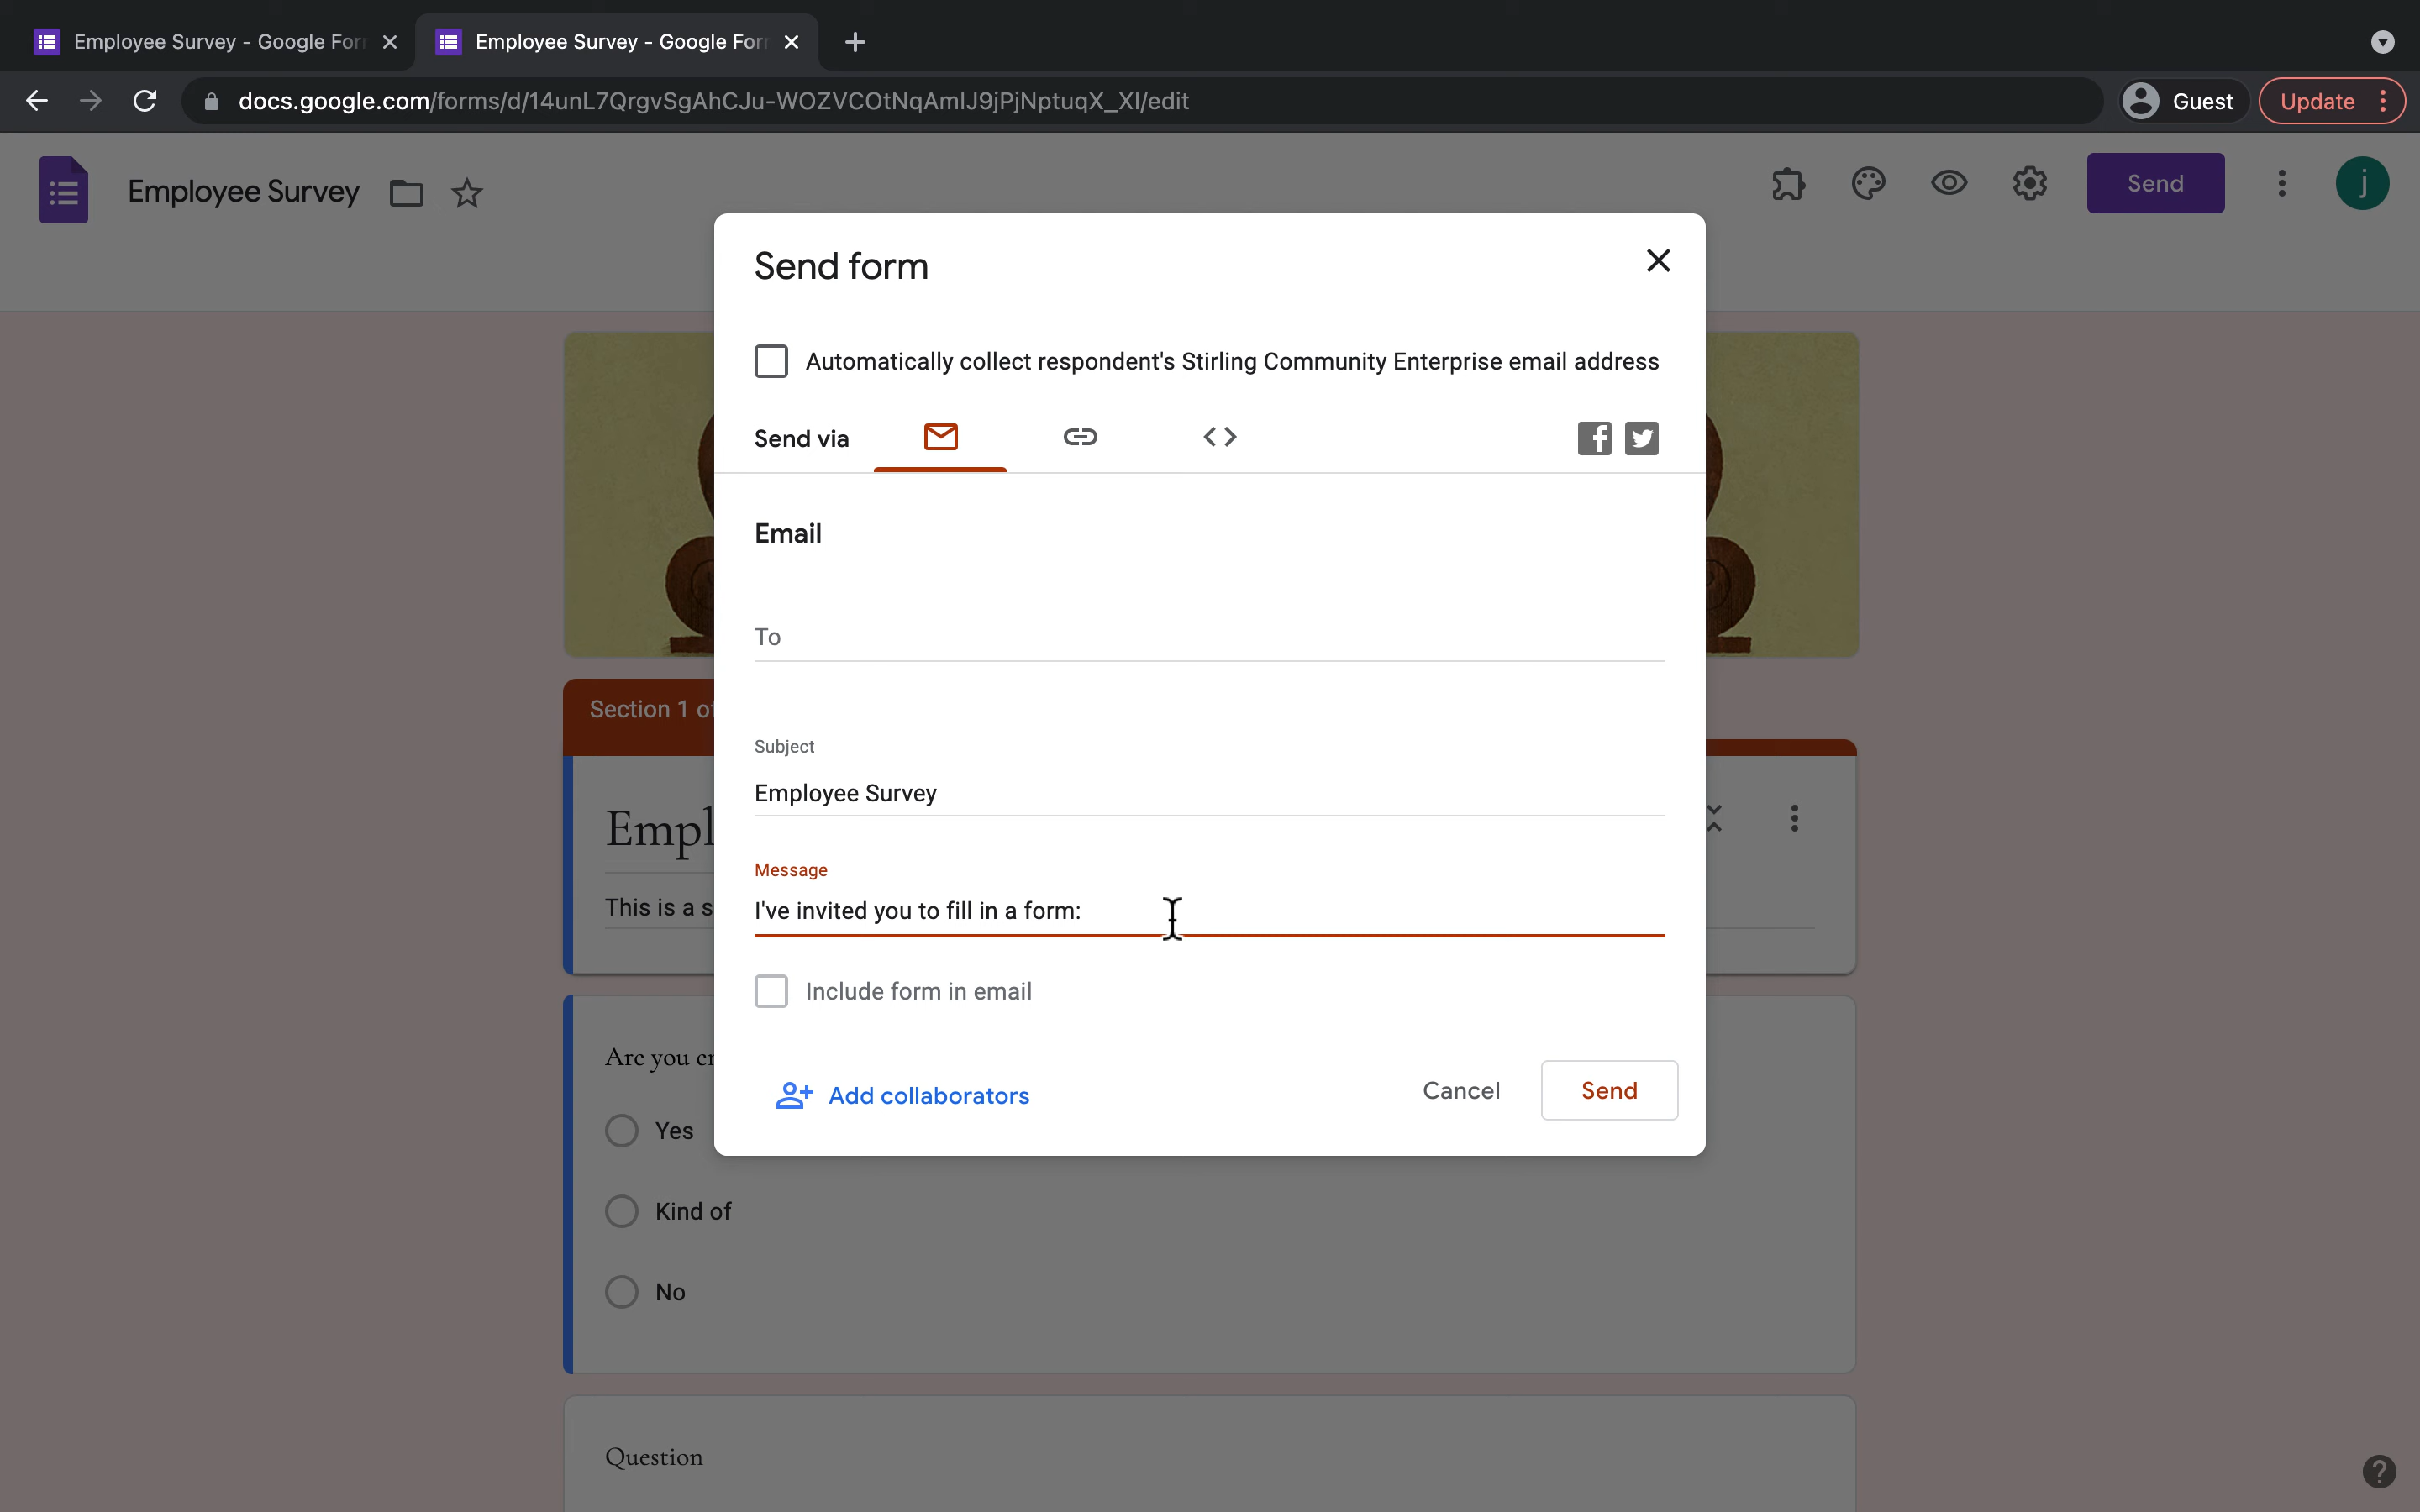 Employee Survey - Google For
Employee Survey - Google For
docs.google.com/forms/d/14unL7QrgvSgAhCJu-WOZVCOtNqAmIJ9jPjNptuqX_XI/edit
Guest
Update
Employee Survey
Send
j
Send form
Automatically collect respondent's Stirling Community Enterprise email address
Send via
Email
To
Section 1 of
Subject
Employee Survey
Empl
Message
This is a s
I've invited you to fill in a form:
Include form in email
Are you en
Add collaborators
Cancel
Send
Yes
Kind of
No
Question